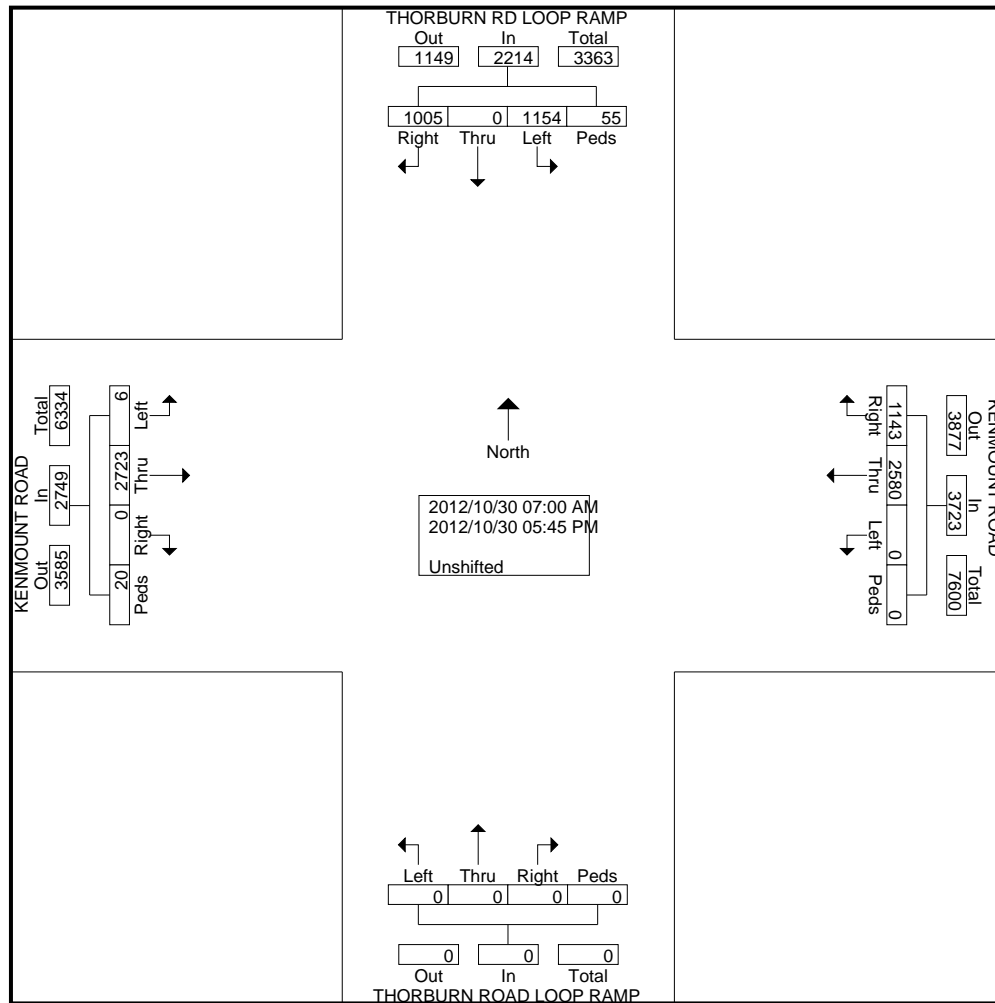 THORBURN RD LOOP RAMP
Out In Total
1149 2214 3363
1005 0 1154 55
Right Thru Left Peds
KENMOUNT ROAD
Total In Out
6334 2749 3585
6 2723 0 20
Left Thru Right Peds
North
2012/10/30 07:00 AM
2012/10/30 05:45 PM
Unshifted
Right Thru Left Peds
1143 2580 0 0
Out In Total
3877 3723 7600
KENMOUNT ROAD
Left Thru Right Peds
0 0 0 0
0 0 0
Out In Total
THORBURN ROAD LOOP RAMP